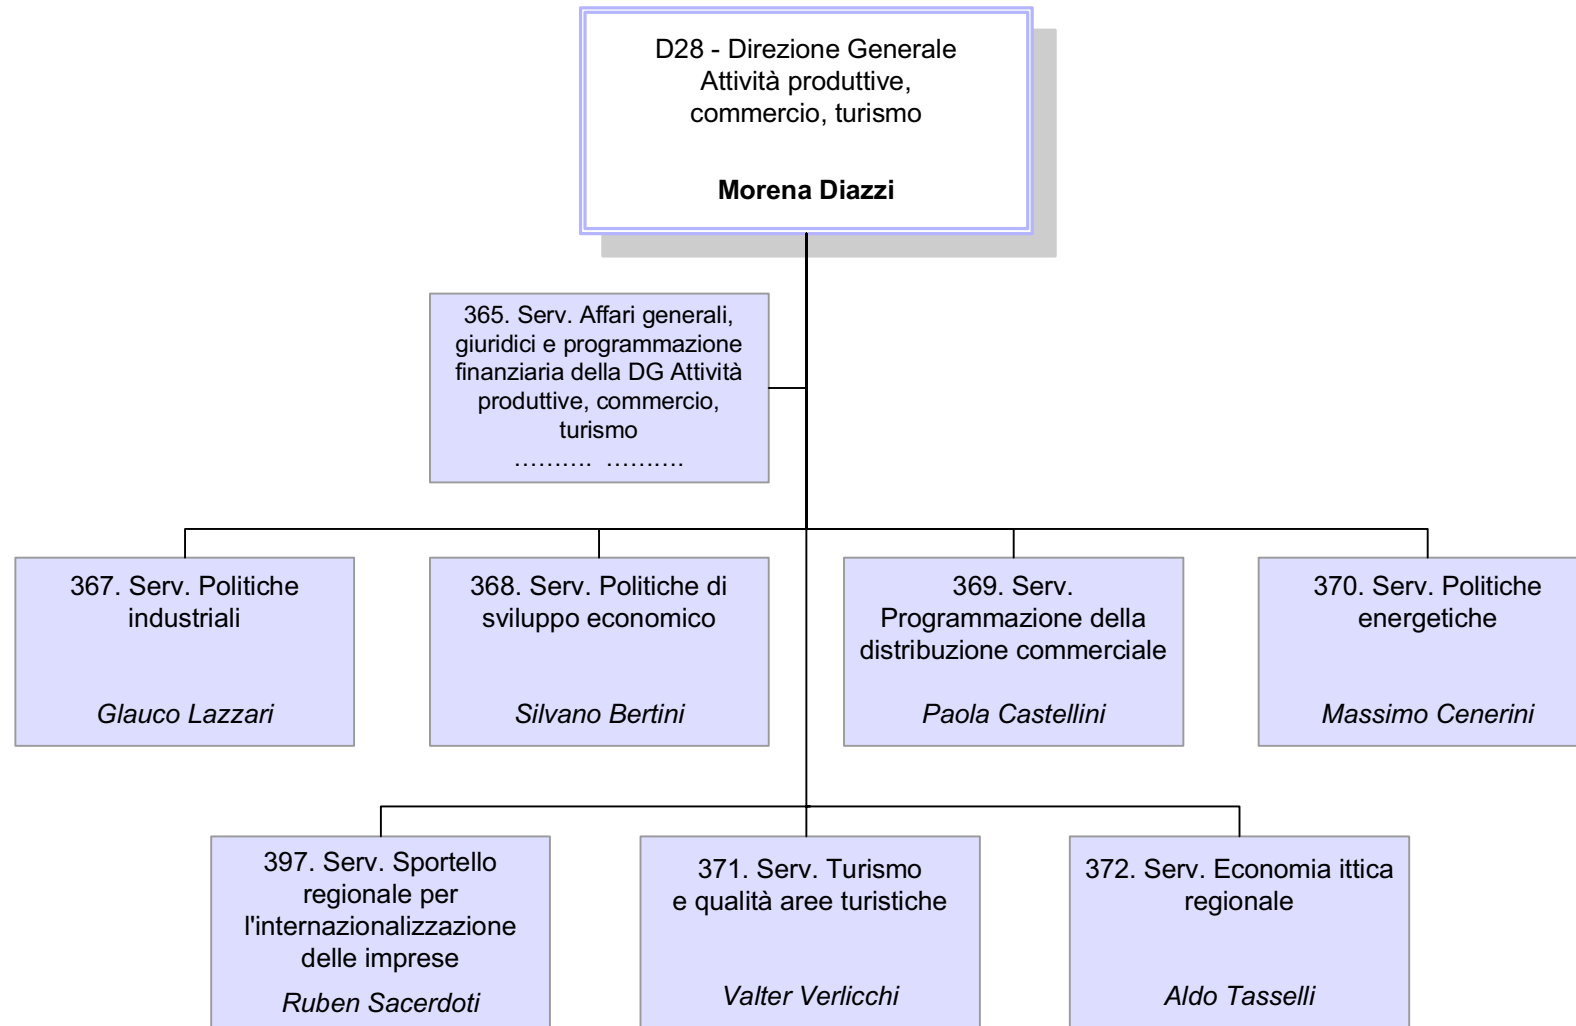 D28 - Direzione Generale
Attività produttive,
commercio, turismo
Morena Diazzi
365. Serv. Affari generali,
giuridici e programmazione
finanziaria della DG Attività
produttive, commercio,
turismo
.......... ..........
367. Serv. Politiche
industriali
Glauco Lazzari
368. Serv. Politiche di
sviluppo economico
Silvano Bertini
369. Serv.
Programmazione della
distribuzione commerciale
Paola Castellini
370. Serv. Politiche
energetiche
Massimo Cenerini
397. Serv. Sportello
regionale per
l'internazionalizzazione
delle imprese
Ruben Sacerdoti
371. Serv. Turismo
e qualità aree turistiche
Valter Verlicchi
372. Serv. Economia ittica
regionale
Aldo Tasselli